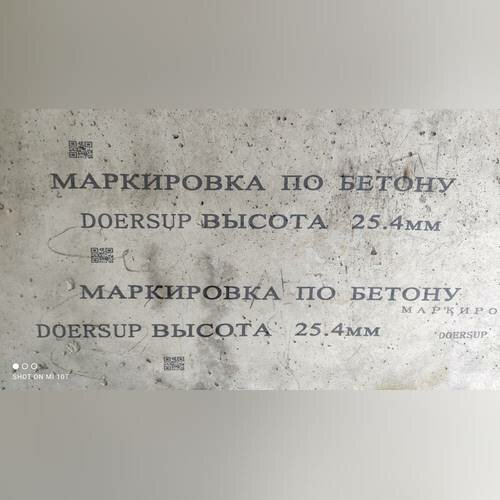 МАРКИРОВКА ПО БЕТОНУ
DOERSUP ВЫСОТА 25.4мм
МАРКИРОВКА ПО БЕТОНУ
МАРКИРО
DOERSUP ВЫСОТА 25.4мм
DOERSUP
SHOT ON MI 10T